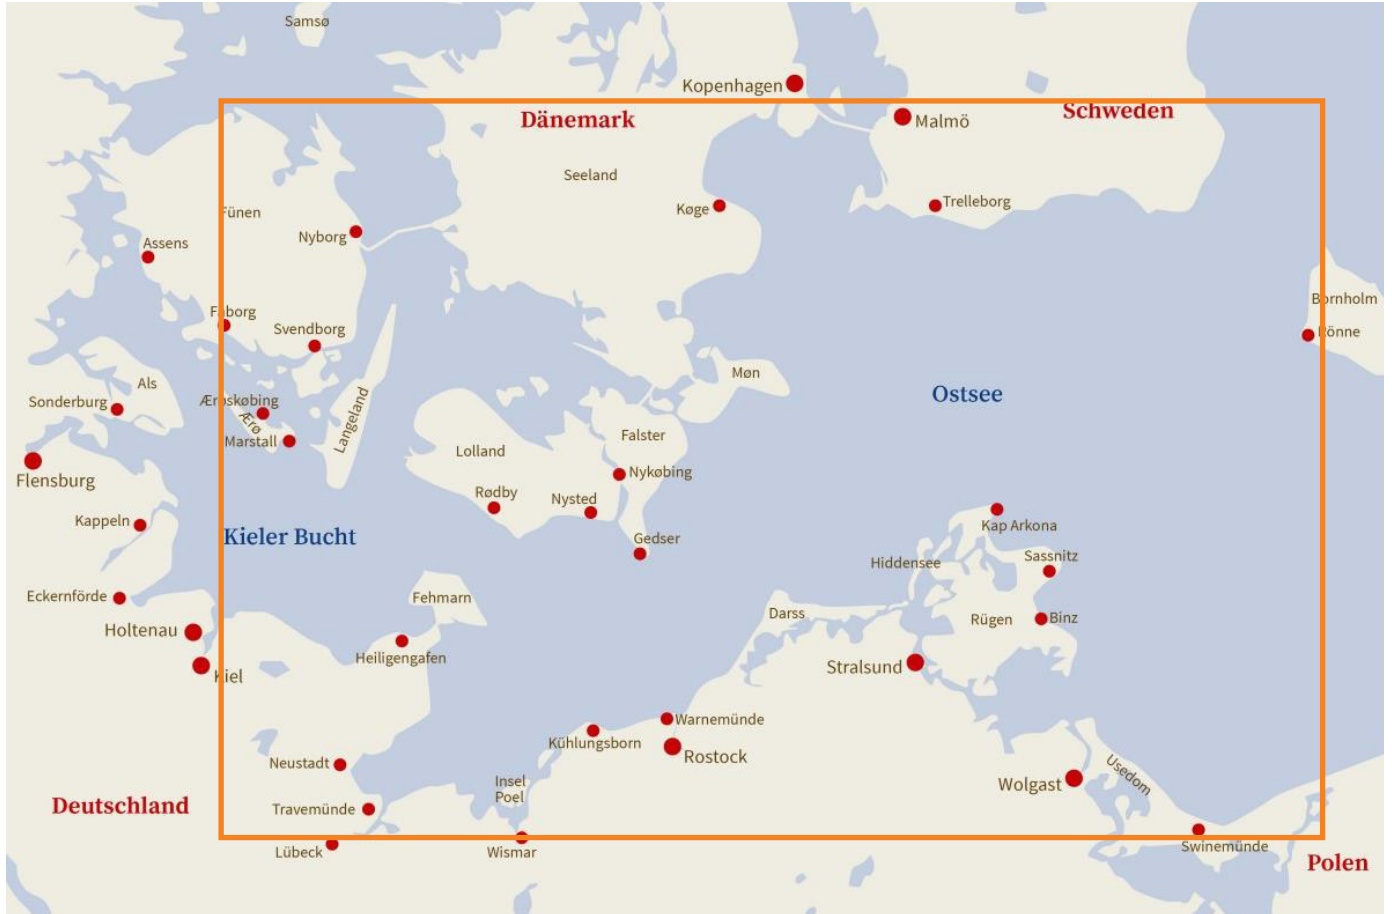 Samsø
Kopenhagen
Dänemark
Schweden
Malmö
Seeland
Køge
Trelleborg
Fünen
Nyborg
Assens
Bornholm
Faborg
Svendborg
Rönne
Møn
Als
Ostsee
Ærøskøbing
Sonderburg
Langeland
Ærø
Marstall
Falster
Lolland
Nykøbing
Flensburg
Rødby
Nysted
Kappeln
Kap Arkona
Kieler Bucht
Gedser
Sassnitz
Hiddensee
Eckernförde
Fehmarn
Darss
Rügen
Binz
Holtenau
Heiligengafen
Stralsund
Kiel
Warnemünde
Kühlungsborn
Rostock
Neustadt
Usedom
Insel
Poel
Wolgast
Deutschland
Travemünde
Swinemünde
Lübeck
Wismar
Polen